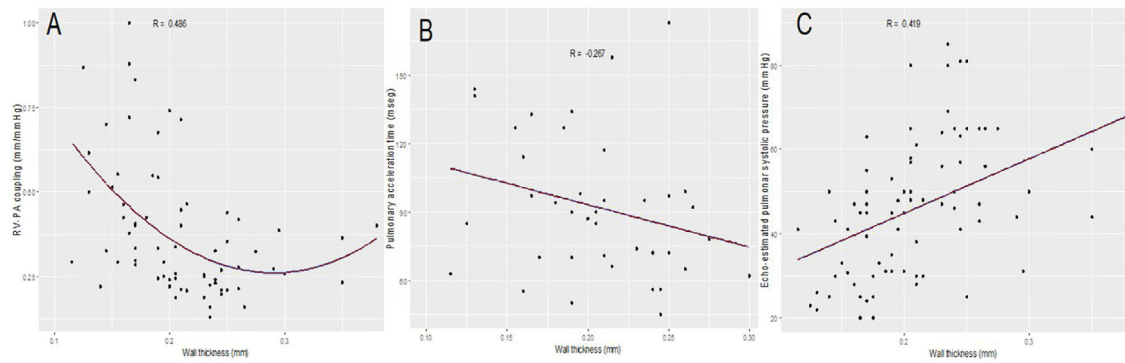 A
R = 0.486
RV-PA coupling (mm/mmHg)
1.00
0.75
0.50
0.25
0.1
0.2
0.3
Wall thickness (mm)
B
R = -0.267
Pulmonary acceleration time (mseg)
150
120
90
60
0.10
0.15
0.20
0.25
0.30
Wall thickness (mm)
C
R = 0.419
Echo-estimated pulmonar systolic pressure (mmHg)
80
60
40
20
0.2
0.3
Wall thickness (mm)